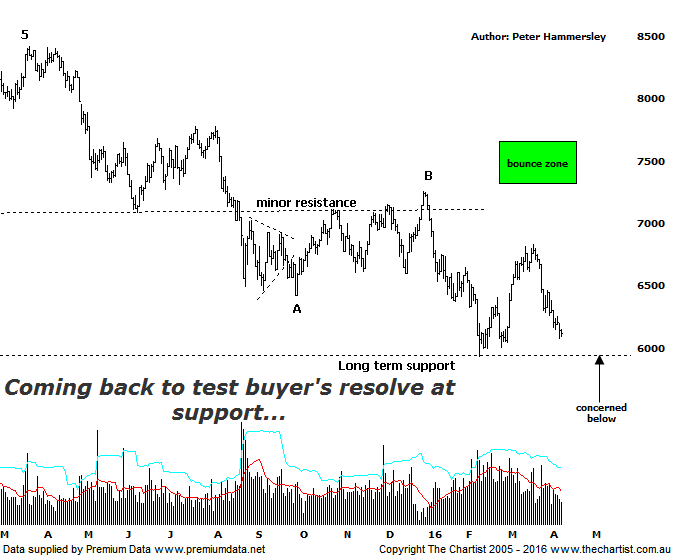 5
Author: Peter Hammersley
8500
8000
7500
bounce zone
B
minor resistance
7000
6500
A
6000
Long term support
Coming back to test buyer's resolve at
support...
concerned
below
M A M J J A S O N D 16 F M A M
Data supplied by Premium Data www.premiumdata.net
Copyright The Chartist 2005 - 2016 www.thechartist.com.au